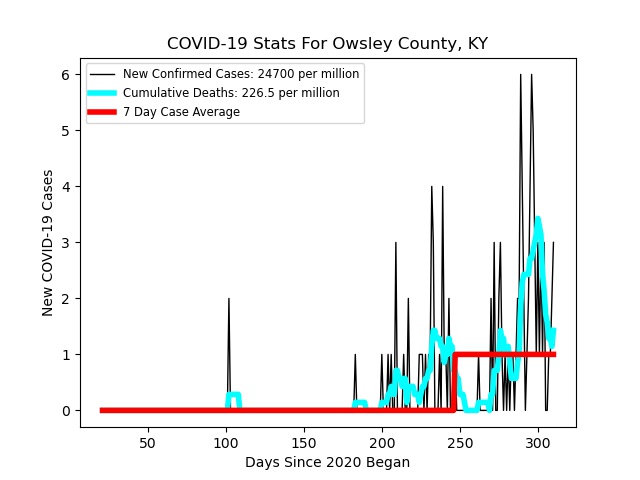 COVID-19 Stats For Owsley County, KY
New Confirmed Cases: 24700 per million
Cumulative Deaths: 226.5 per million
7 Day Case Average
New COVID-19 Cases
6
5
4
3
2
1
0
50 100 150 200 250 300
Days Since 2020 Began